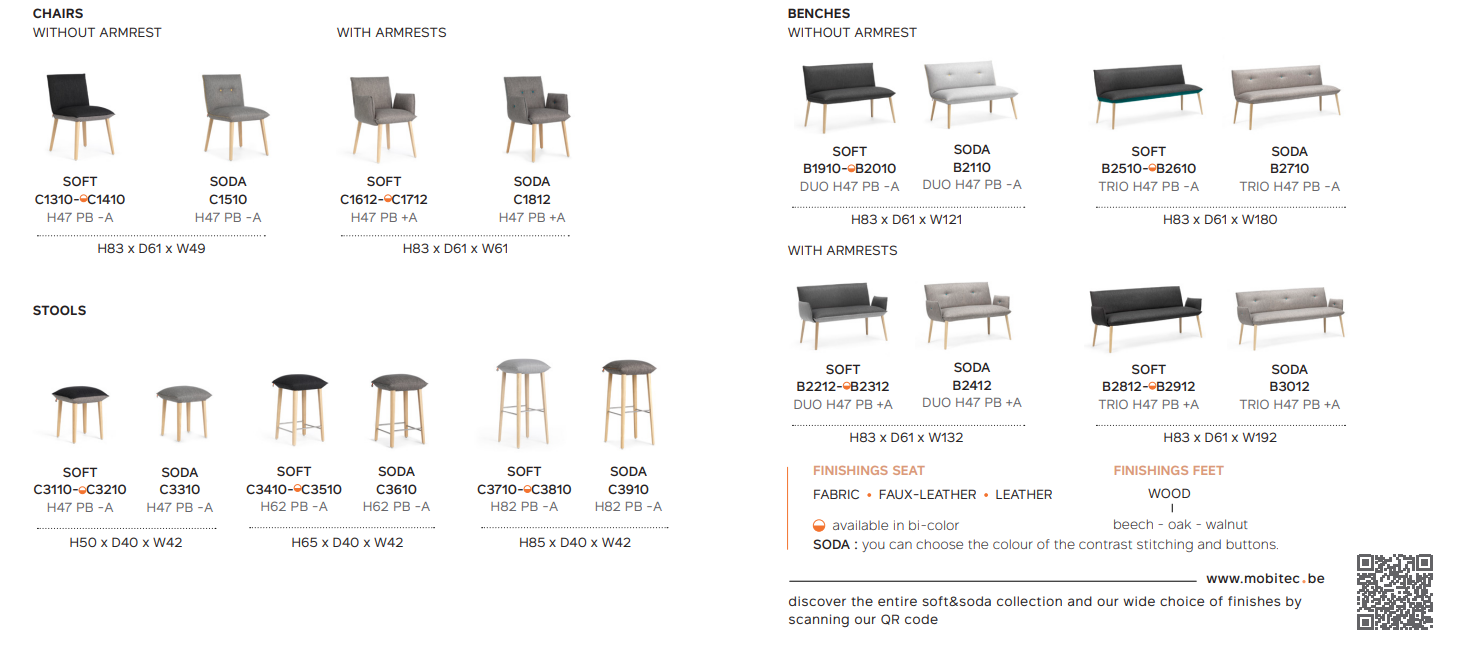 CHAIRS
WITHOUT ARMREST
WITH ARMRESTS
SOFT
C1310-C1410
H47 PB -A
SODA
C1510
H47 PB -A
H83 x D61 x W49
SOFT
C1612-C1712
H47 PB +A
SODA
C1812
H47 PB +A
H83 x D61 x W61
STOOLS
SOFT
C3110-C3210
H47 PB -A
SODA
C3310
H47 PB -A
H50 x D40 x W42
SOFT
C3410-C3510
H62 PB -A
SODA
C3610
H62 PB -A
H65 x D40 x W42
SOFT
C3710-C3810
H82 PB -A
SODA
C3910
H82 PB -A
H85 x D40 x W42
BENCHES
WITHOUT ARMREST
SOFT
B1910-B2010
DUO H47 PB -A
SODA
B2110
DUO H47 PB -A
H83 x D61 x W121
SOFT
B2510-B2610
TRIO H47 PB -A
SODA
B2710
TRIO H47 PB -A
H83 x D61 x W180
WITH ARMRESTS
SOFT
B2212-B2312
DUO H47 PB +A
SODA
B2412
DUO H47 PB +A
H83 x D61 x W132
SOFT
B2812-B2912
TRIO H47 PB +A
SODA
B3012
TRIO H47 PB +A
H83 x D61 x W192
FINISHINGS SEAT
FABRIC • FAUX-LEATHER • LEATHER
available in bi-color
SODA : you can choose the colour of the contrast stitching and buttons.
FINISHINGS FEET
WOOD
beech - oak - walnut
www.mobitec.be
discover the entire soft&soda collection and our wide choice of finishes by
scanning our QR code